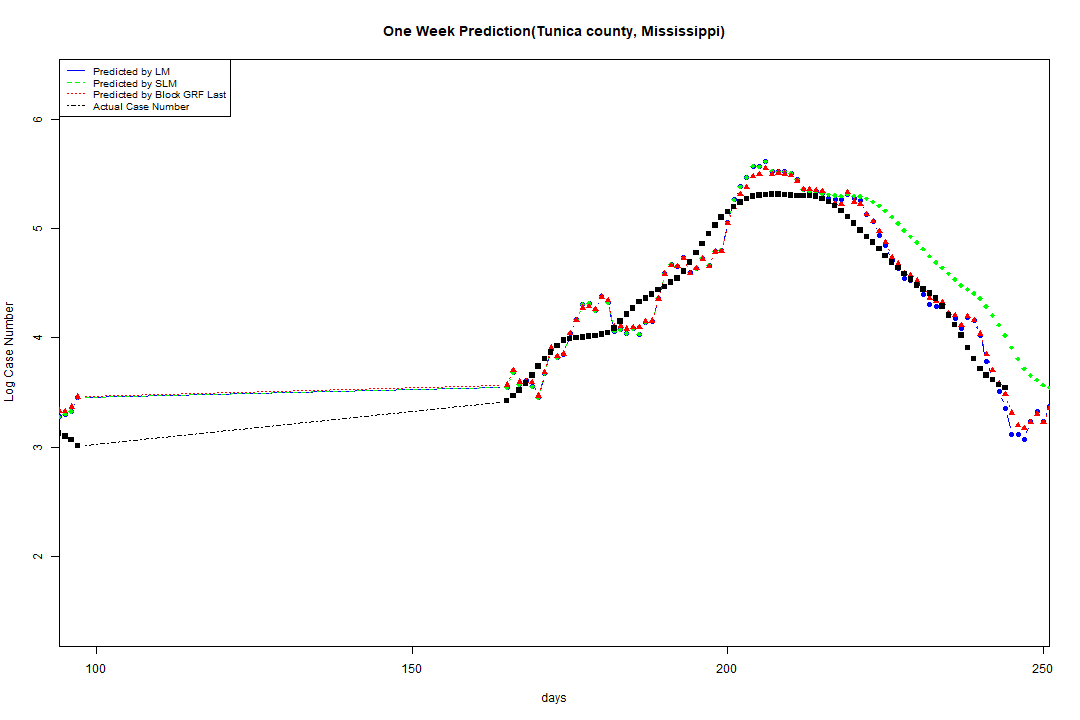 One Week Prediction(Tunica county, Mississippi)
Predicted by LM
Predicted by SLM
Predicted by Block GRF Last
Actual Case Number
6
5
4
3
2
Log Case Number
100 150 200 250
days